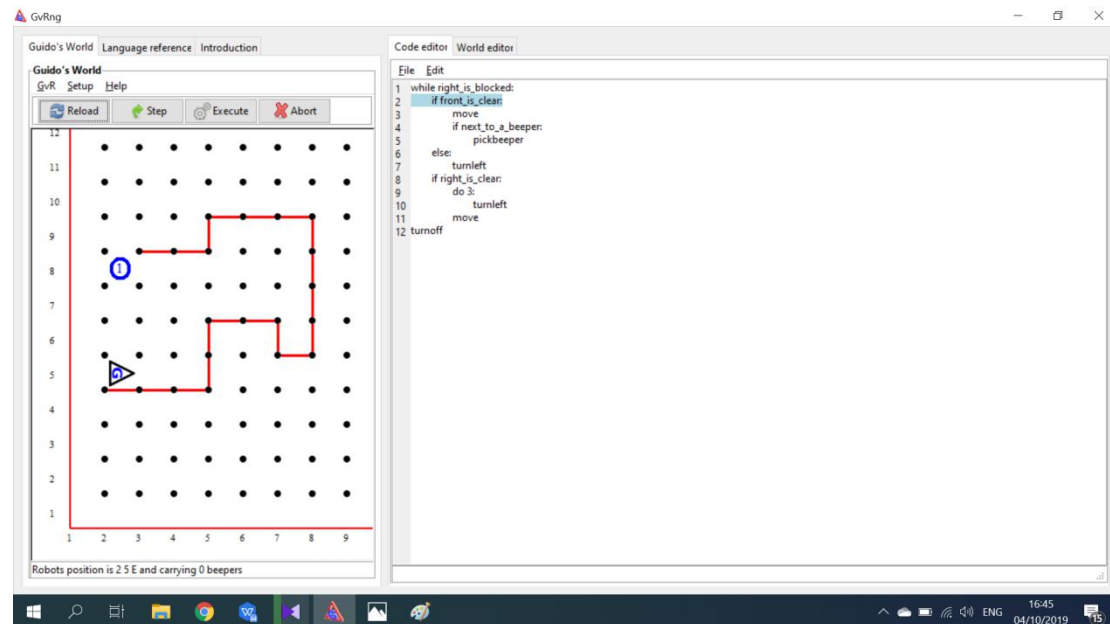 GvRng
Guido's World Language reference Introduction
Guido's World
GvR Setup Help
Reload Step Execute Abort
12
11
10
9
8
7
6
5
4
3
2
1
1 2 3 4 5 6 7 8 9
1
G
Robots position is 2 5 E and carrying 0 beepers
Code editor World editor
File Edit
1 while right_is_blocked:
2 if front_is_clear:
3 move
4 if next_to_a_beeper:
5 pickbeeper
6 else:
7 turnleft
8 if right_is_clear:
9 do 3:
10 turnleft
11 move
12 turnoff
ENG
16:45
04/10/2019
15